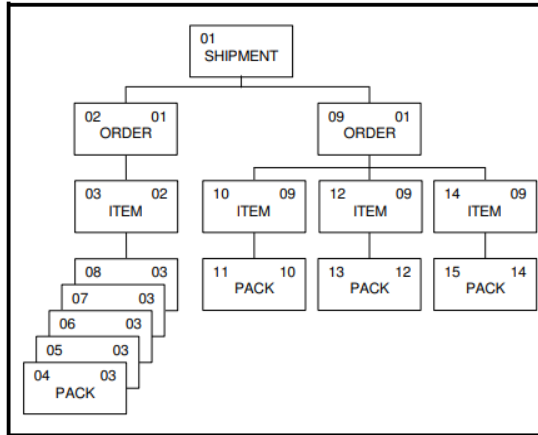 01
SHIPMENT
02 01
ORDER
09 01
ORDER
03 02
ITEM
10 09
ITEM
12 09
ITEM
14 09
ITEM
08 03
07 03
06 03
05 03
04 03
PACK
11 10
PACK
13 12
PACK
15 14
PACK